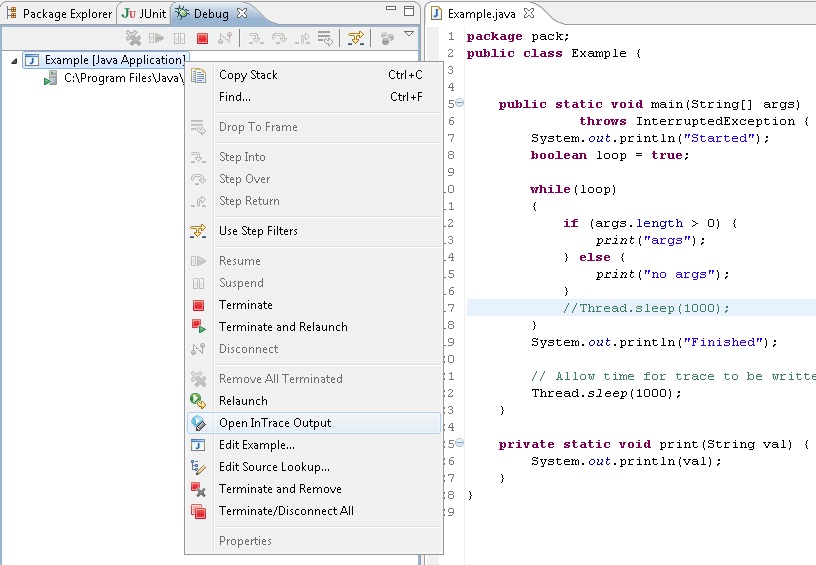 Package Explorer JUnit Debug
Example [Java Application]
C:\Program Files\Java\
Copy Stack Ctrl+C
Find... Ctrl+F
Drop To Frame
Step Into
Step Over
Step Return
Use Step Filters
Resume
Suspend
Terminate
Terminate and Relaunch
Disconnect
Remove All Terminated
Relaunch
Open InTrace Output
Edit Example...
Edit Source Lookup...
Terminate and Remove
Terminate/Disconnect All
Properties
Example.java
1 package pack;
2 public class Example {
3
4
5 public static void main(String[] args)
6 throws InterruptedException {
7 System.out.println("Started");
8 boolean loop = true;
9
.0 while(loop)
.1 {
.2 if (args.length > 0) {
.3 print("args");
.4 } else {
.5 print("no args");
.6 }
.7 //Thread.sleep(1000);
.8 }
.9 System.out.println("Finished");
:0
:1 // Allow time for trace to be writte
:2 Thread.sleep(1000);
:3 }
:4
:5 private static void print(String val) {
:6 System.out.println(val);
:7 }
:8 }
:9